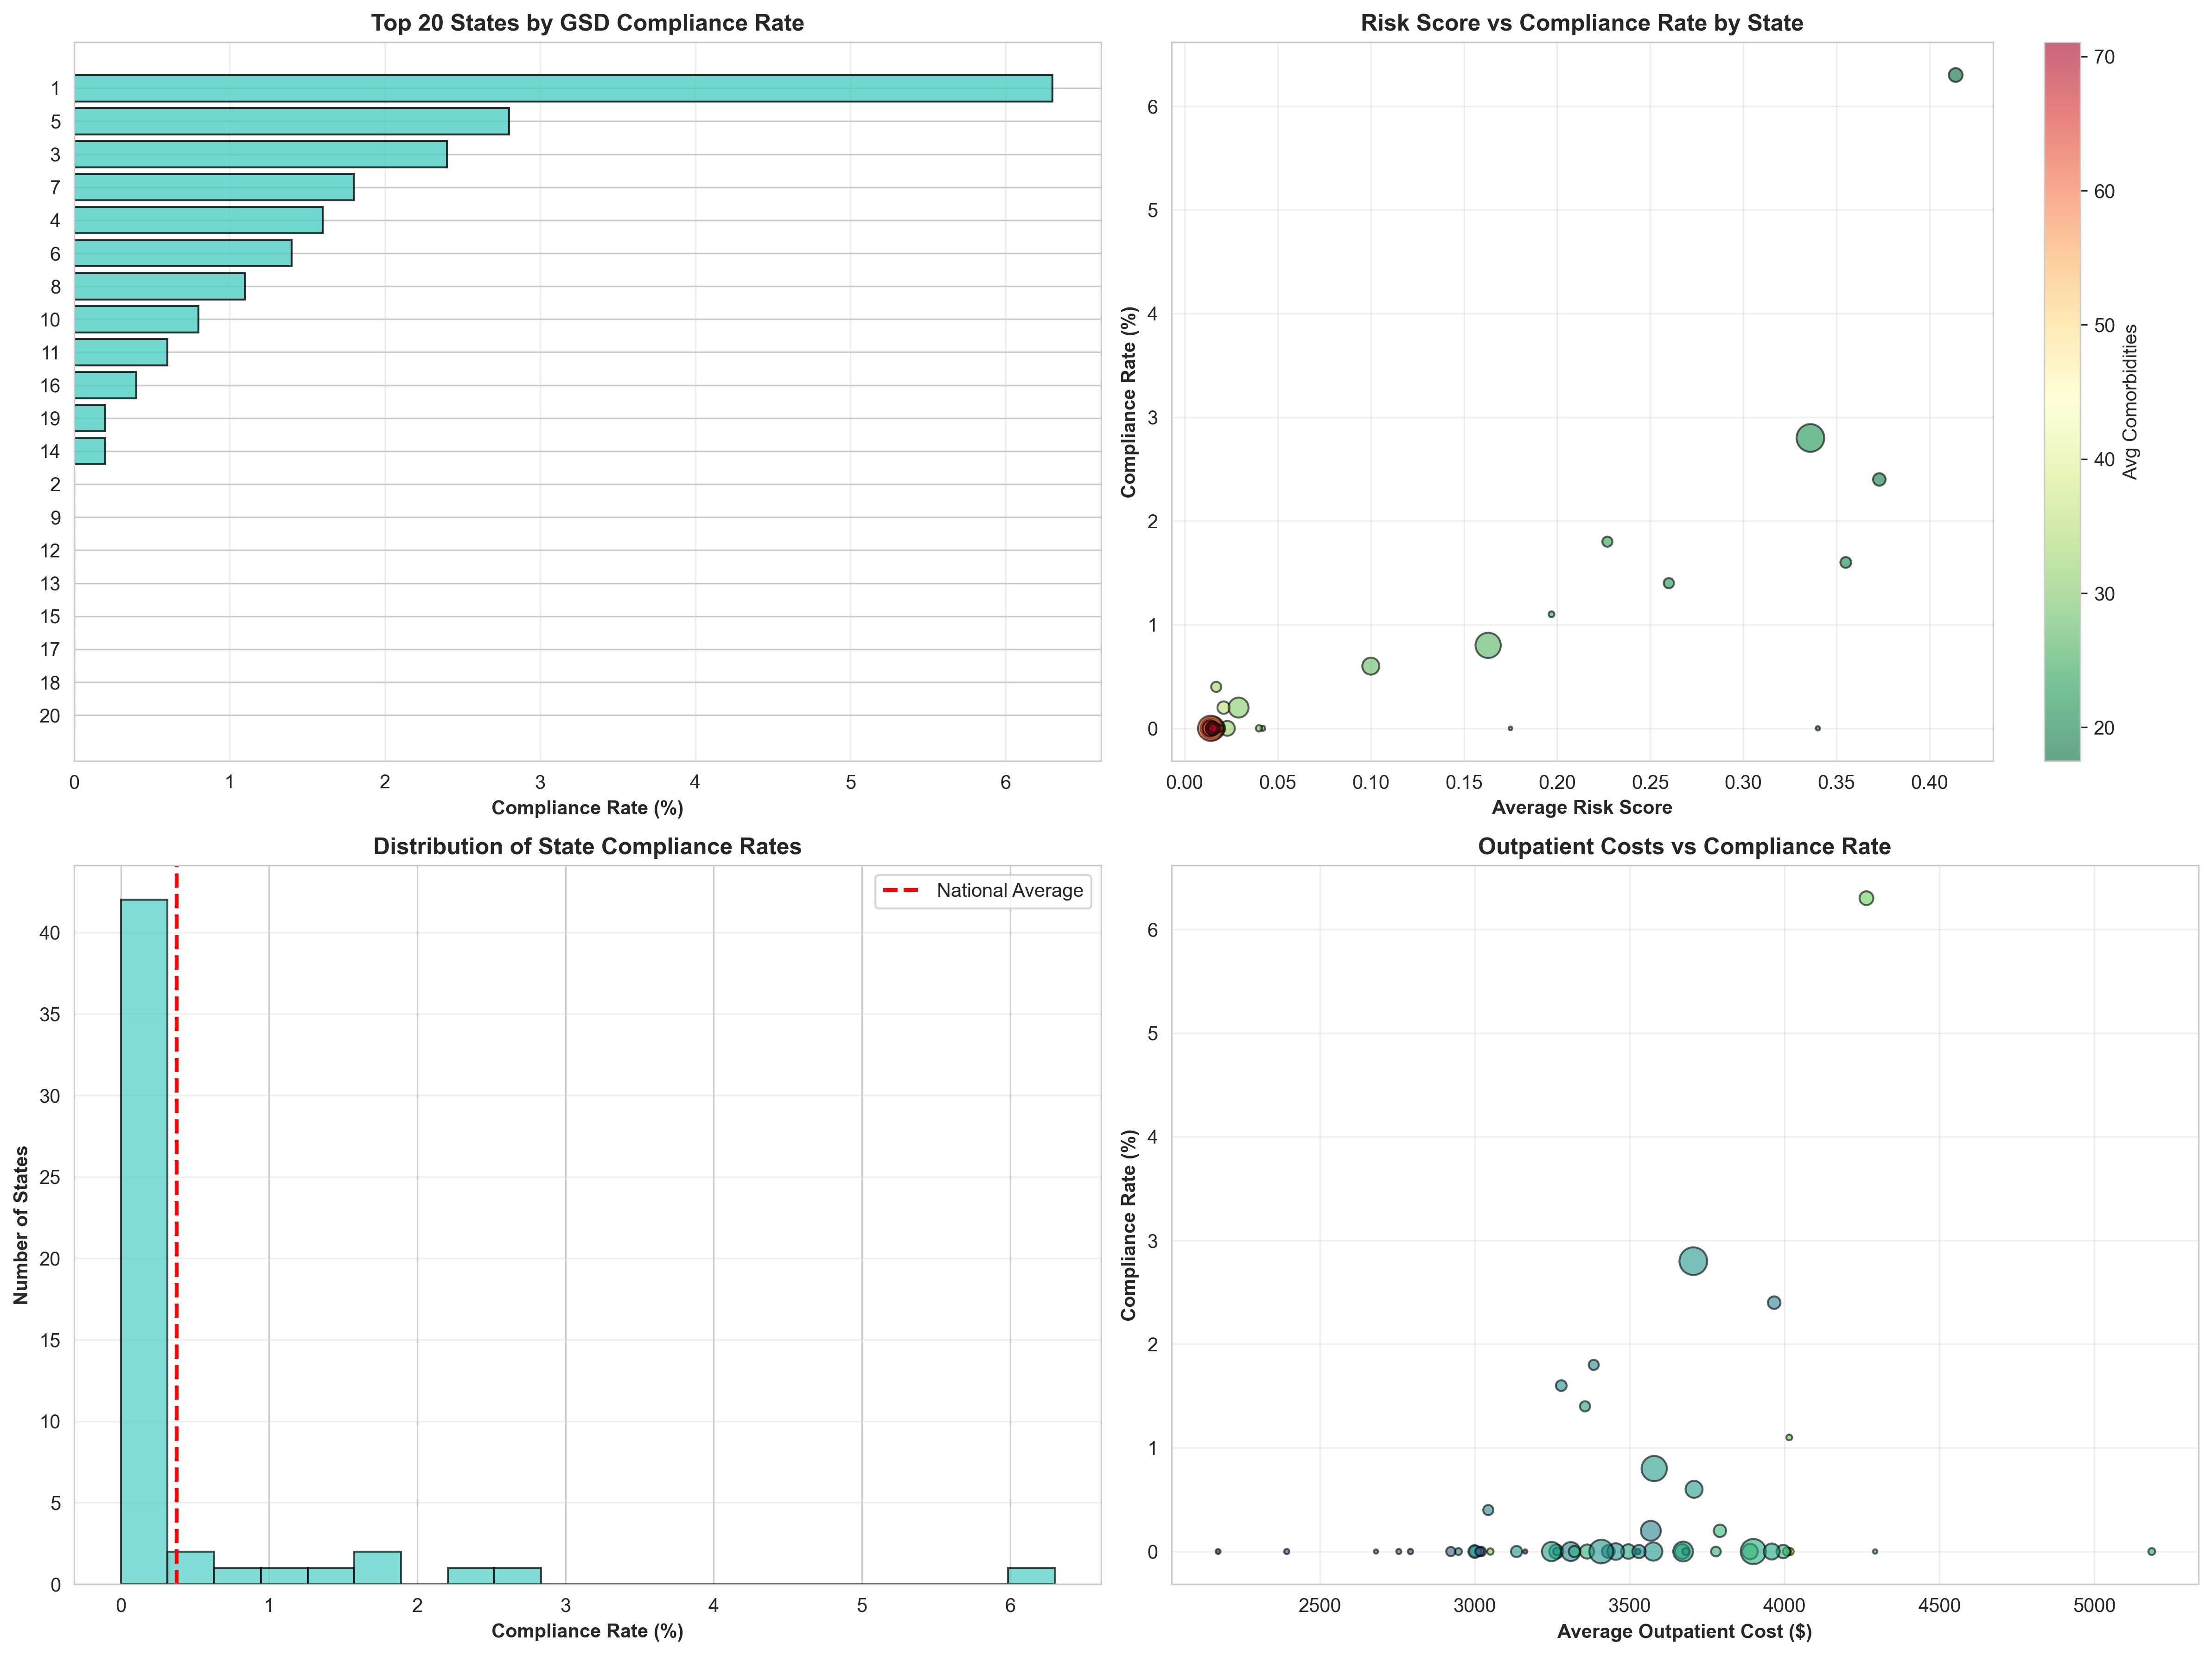 Top 20 States by GSD Compliance Rate
1
5
3
7
4
6
8
10
11
16
19
14
2
9
12
13
15
17
18
20
0 1 2 3 4 5 6
Compliance Rate (%)
Risk Score vs Compliance Rate by State
Compliance Rate (%)
6
5
4
3
2
1
0
0.00 0.05 0.10 0.15 0.20 0.25 0.30 0.35 0.40
Average Risk Score
70
60
50
40
30
20
Avg Comorbidities
Distribution of State Compliance Rates
National Average
Number of States
40
35
30
25
20
15
10
5
0
0 1 2 3 4 5 6
Compliance Rate (%)
Outpatient Costs vs Compliance Rate
Compliance Rate (%)
6
5
4
3
2
1
0
2500 3000 3500 4000 4500 5000
Average Outpatient Cost ($)